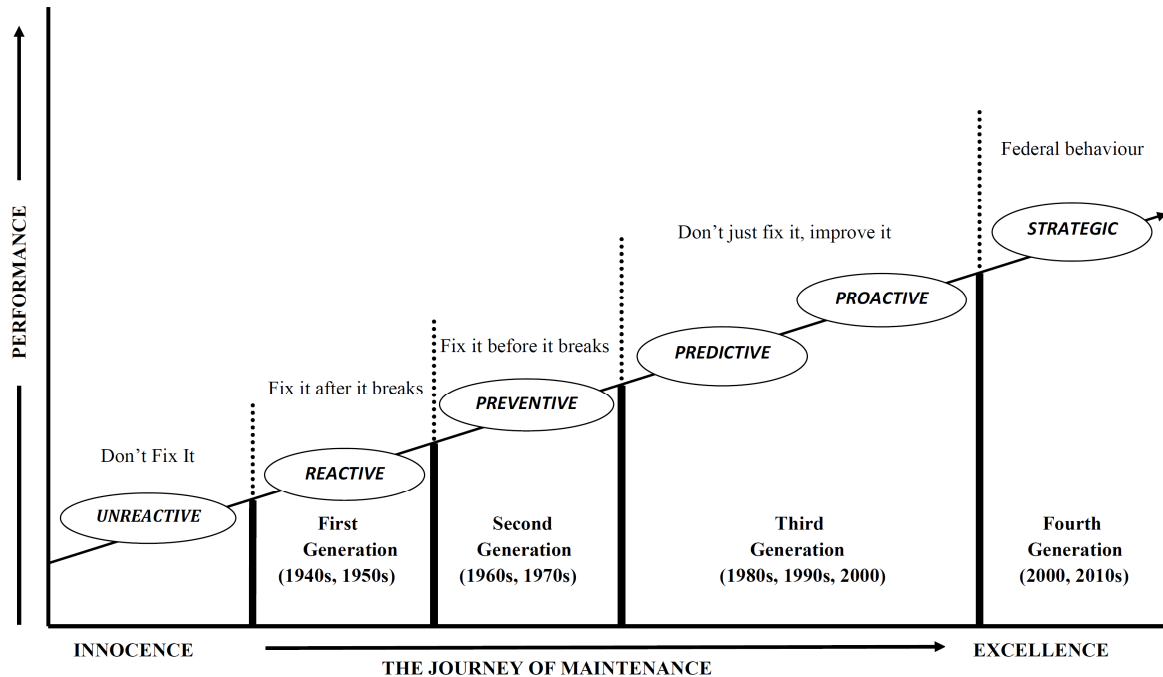 Federal behaviour
STRATEGIC
Don't just fix it, improve it
PROACTIVE
PERFORMANCE
Fix it before it breaks
PREDICTIVE
Fix it after it breaks
PREVENTIVE
Don't Fix It
REACTIVE
UNREACTIVE
First
Generation
(1940s, 1950s)
Second
Generation
(1960s, 1970s)
Third
Generation
(1980s, 1990s, 2000)
Fourth
Generation
(2000, 2010s)
INNOCENCE
THE JOURNEY OF MAINTENANCE
EXCELLENCE